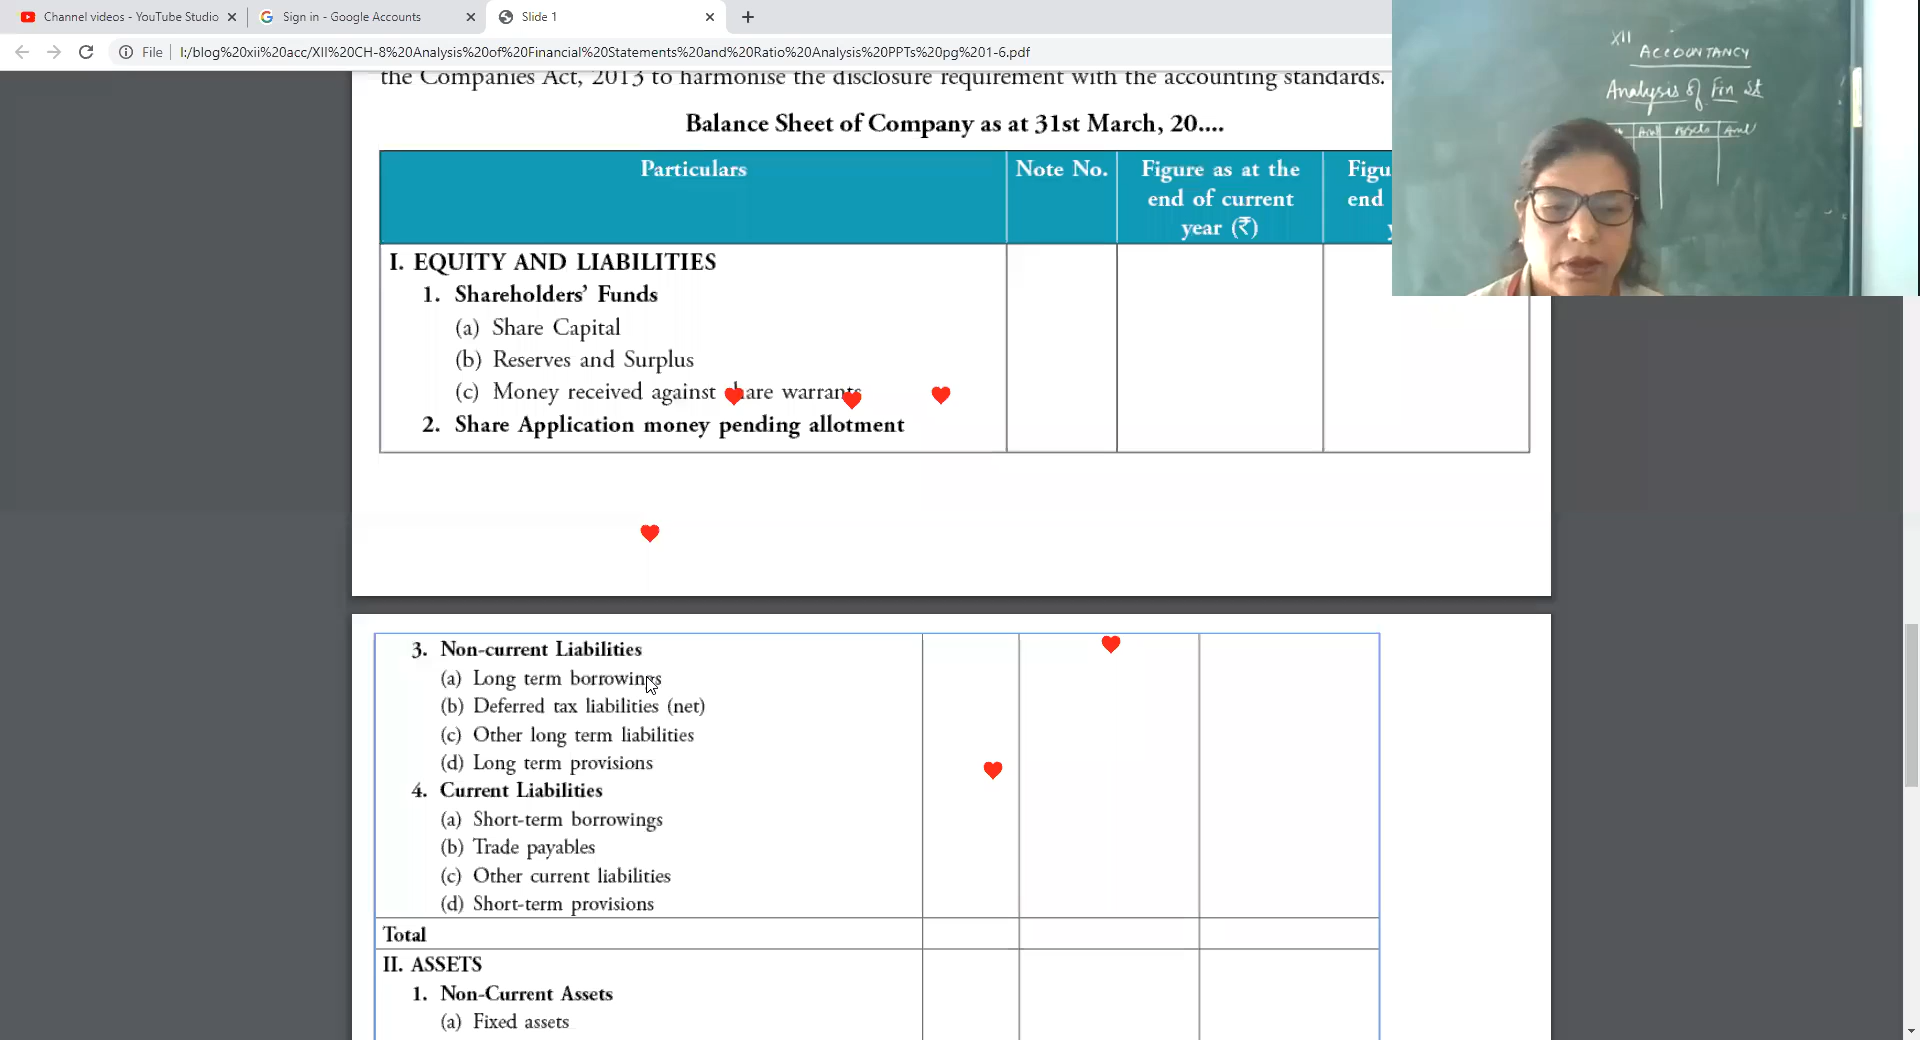 Channel videos - YouTube Studio
Sign in - Google Accounts
Slide 1
File
I:/blog%20xii%20acc/XII%20CH-8%20Analysis%20of%20Financial%20Statements%20and%20Ratio%20Analysis%20PPTs%20pg%201-6.pdf
the Companies Act, 2013 to harmonise the disclosure requirement with the accounting standards.
Balance Sheet of Company as at 31st March, 20....
Particulars
Note No.
Figure as at the
end of current
year (₹)
Figu
end
I. EQUITY AND LIABILITIES
1. Shareholders' Funds
(a) Share Capital
(b) Reserves and Surplus
(c) Money received against share warrants
2. Share Application money pending allotment
3. Non-current Liabilities
(a) Long term borrowings
(b) Deferred tax liabilities (net)
(c) Other long term liabilities
(d) Long term provisions
4. Current Liabilities
(a) Short-term borrowings
(b) Trade payables
(c) Other current liabilities
(d) Short-term provisions
Total
II. ASSETS
1. Non-Current Assets
(a) Fixed assets
XII
ACCOUNTANCY
Analysis of Fin St
Amt Assets Amt